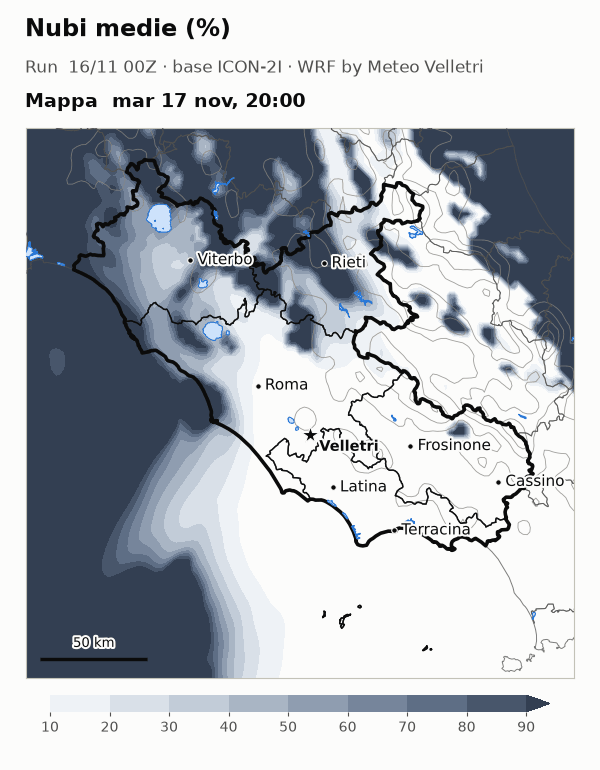 Nubi medie (%)
Run  16/11 00Z · base ICON-2I · WRF by Meteo Velletri
Mappa  mar 17 nov, 20:00
Viterbo
Rieti
Roma
Velletri
Frosinone
Latina
Cassino
Terracina
50 km
10 20 30 40 50 60 70 80 90